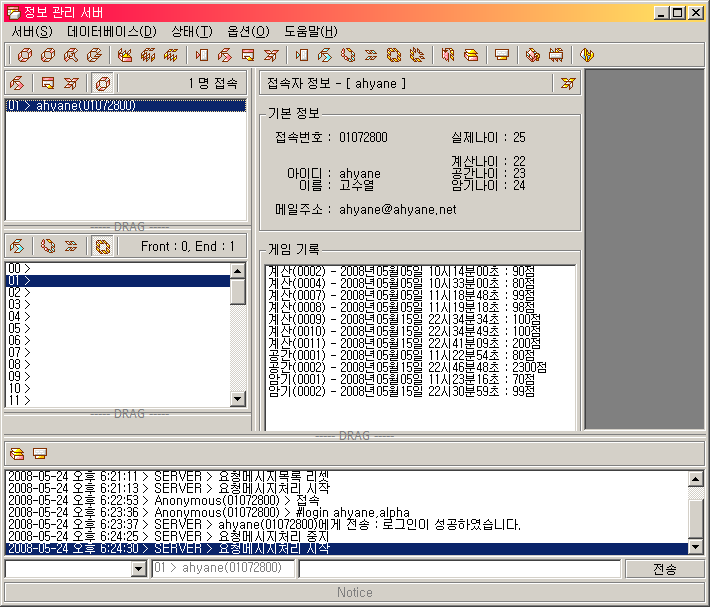 정보 관리 서버
서버(S) 데이터베이스(D) 상태(T) 옵션(O) 도움말(H)
1 명 접속
01 > ahyane(01072800)
----- DRAG -----
Front : 0, End : 1
00 >
01 >
02 >
03 >
04 >
05 >
06 >
07 >
08 >
09 >
10 >
11 >
----- DRAG -----
접속자 정보 - [ ahyane ]
기본 정보
접속번호 : 01072800 실제나이 : 25
계산나이 : 22
아이디 : ahyane 공간나이 : 23
이름 : 고수열 암기나이 : 24
메일주소 : ahyane@ahyane.net
게임 기록
계산(0002) - 2008년05월05일 10시14분00초 : 90점
계산(0004) - 2008년05월05일 10시33분00초 : 80점
계산(0007) - 2008년05월05일 11시18분48초 : 99점
계산(0008) - 2008년05월05일 11시19분18초 : 98점
계산(0009) - 2008년05월15일 22시34분34초 : 100점
계산(0010) - 2008년05월15일 22시34분49초 : 100점
계산(0011) - 2008년05월15일 22시41분09초 : 200점
공간(0001) - 2008년05월05일 11시22분54초 : 80점
공간(0002) - 2008년05월15일 22시46분48초 : 2300점
암기(0001) - 2008년05월05일 11시23분16초 : 70점
암기(0002) - 2008년05월15일 22시30분59초 : 99점
----- DRAG -----
2008-05-24 오후 6:21:11 > SERVER > 요청메시지목록 리셋
2008-05-24 오후 6:21:13 > SERVER > 요청메시지처리 시작
2008-05-24 오후 6:22:53 > Anonymous(01072800) > 접속
2008-05-24 오후 6:23:36 > Anonymous(01072800) > #login ahyane,alpha
2008-05-24 오후 6:23:37 > SERVER > ahyane(01072800)에게 전송 : 로그인이 성공하였습니다.
2008-05-24 오후 6:24:25 > SERVER > 요청메시지처리 중지
2008-05-24 오후 6:24:30 > SERVER > 요청메시지처리 시작
01 > ahyane(01072800) 전송
Notice